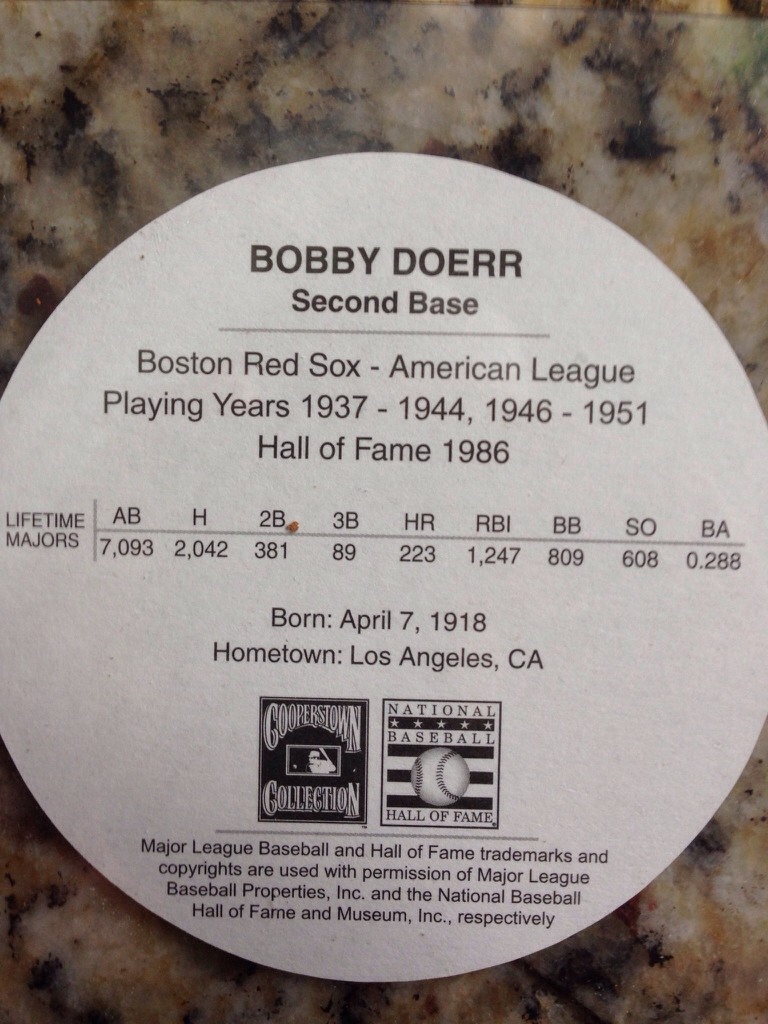 BOBBY DOERR
Second Base
Boston Red Sox - American League
Playing Years 1937 - 1944, 1946 - 1951
Hall of Fame 1986
LIFETIME MAJORS AB H 2B 3B HR RBI BB SO BA
7,093 2,042 381 89 223 1,247 809 608 0.288
Born: April 7, 1918
Hometown: Los Angeles, CA
COOPERSTOWN
COLLECTION
NATIONAL
BASEBALL
HALL OF FAME
Major League Baseball and Hall of Fame trademarks and
copyrights are used with permission of Major League
Baseball Properties, Inc. and the National Baseball
Hall of Fame and Museum, Inc., respectively